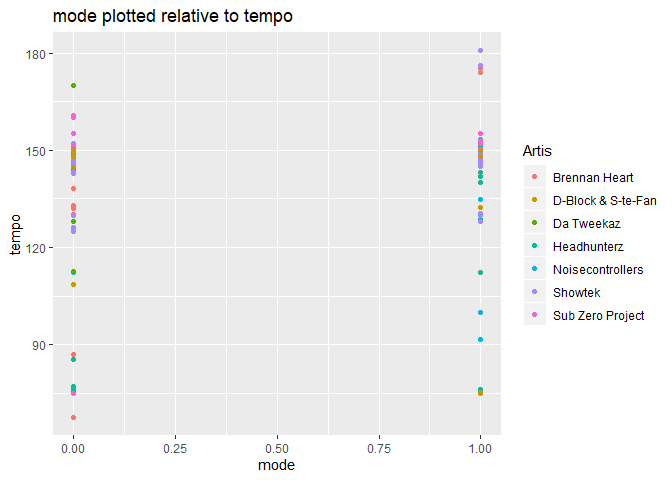 mode plotted relative to tempo
180
150
120
90
tempo
0.00 0.25 0.50 0.75 1.00
mode
Artis
Brennan Heart
D-Block & S-te-Fan
Da Tweekaz
Headhunterz
Noisecontrollers
Showtek
Sub Zero Project